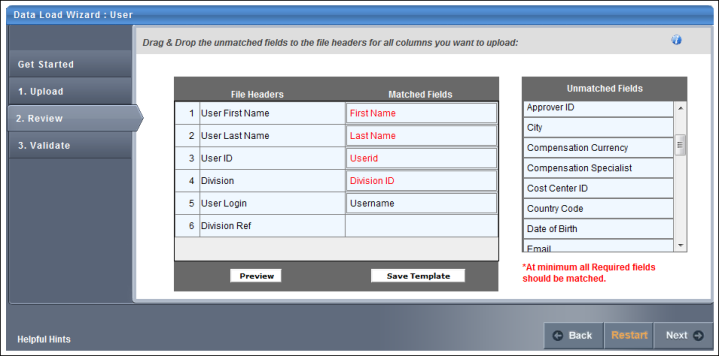 Data Load Wizard : User
Drag & Drop the unmatched fields to the file headers for all columns you want to upload:
Get Started
1. Upload
2. Review
3. Validate
File Headers Matched Fields
1 User First Name First Name
2 User Last Name Last Name
3 User ID Userid
4 Division Division ID
5 User Login Username
6 Division Ref
Preview Save Template
Unmatched Fields
Approver ID
City
Compensation Currency
Compensation Specialist
Cost Center ID
Country Code
Date of Birth
Email
*At minimum all Required fields
should be matched.
Helpful Hints
Back Restart Next